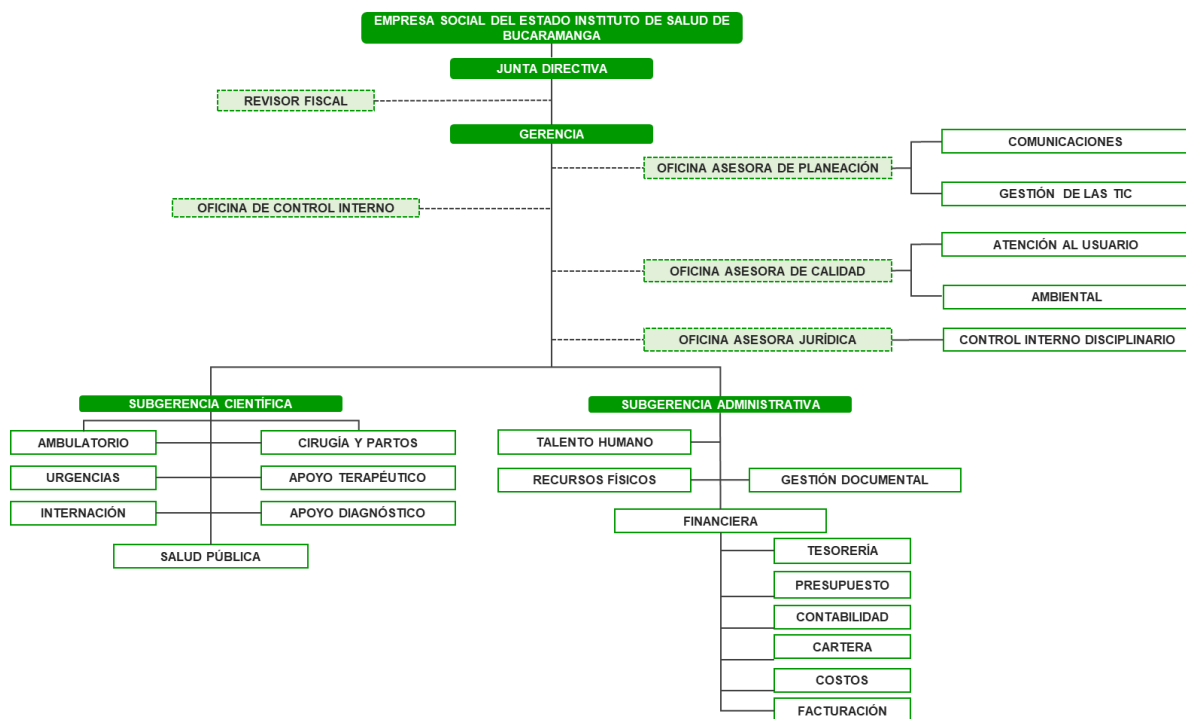 EMPRESA SOCIAL DEL ESTADO INSTITUTO DE SALUD DE
BUCARAMANGA
JUNTA DIRECTIVA
REVISOR FISCAL
GERENCIA
COMUNICACIONES
OFICINA ASESORA DE PLANEACIÓN
GESTIÓN DE LAS TIC
OFICINA DE CONTROL INTERNO
ATENCIÓN AL USUARIO
OFICINA ASESORA DE CALIDAD
AMBIENTAL
OFICINA ASESORA JURÍDICA
CONTROL INTERNO DISCIPLINARIO
SUBGERENCIA CIENTÍFICA
AMBULATORIO
CIRUGÍA Y PARTOS
URGENCIAS
APOYO TERAPÉUTICO
INTERNACIÓN
APOYO DIAGNÓSTICO
SALUD PÚBLICA
SUBGERENCIA ADMINISTRATIVA
TALENTO HUMANO
RECURSOS FÍSICOS
GESTIÓN DOCUMENTAL
FINANCIERA
TESORERÍA
PRESUPUESTO
CONTABILIDAD
CARTERA
COSTOS
FACTURACIÓN